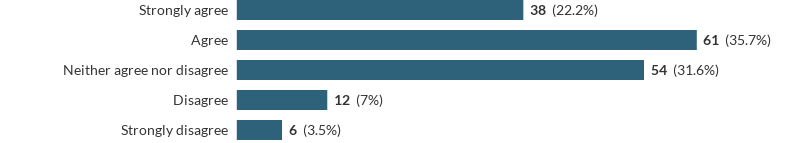 Strongly agree 38 (22.2%)
Agree 61 (35.7%)
Neither agree nor disagree 54 (31.6%)
Disagree 12 (7%)
Strongly disagree 6 (3.5%)